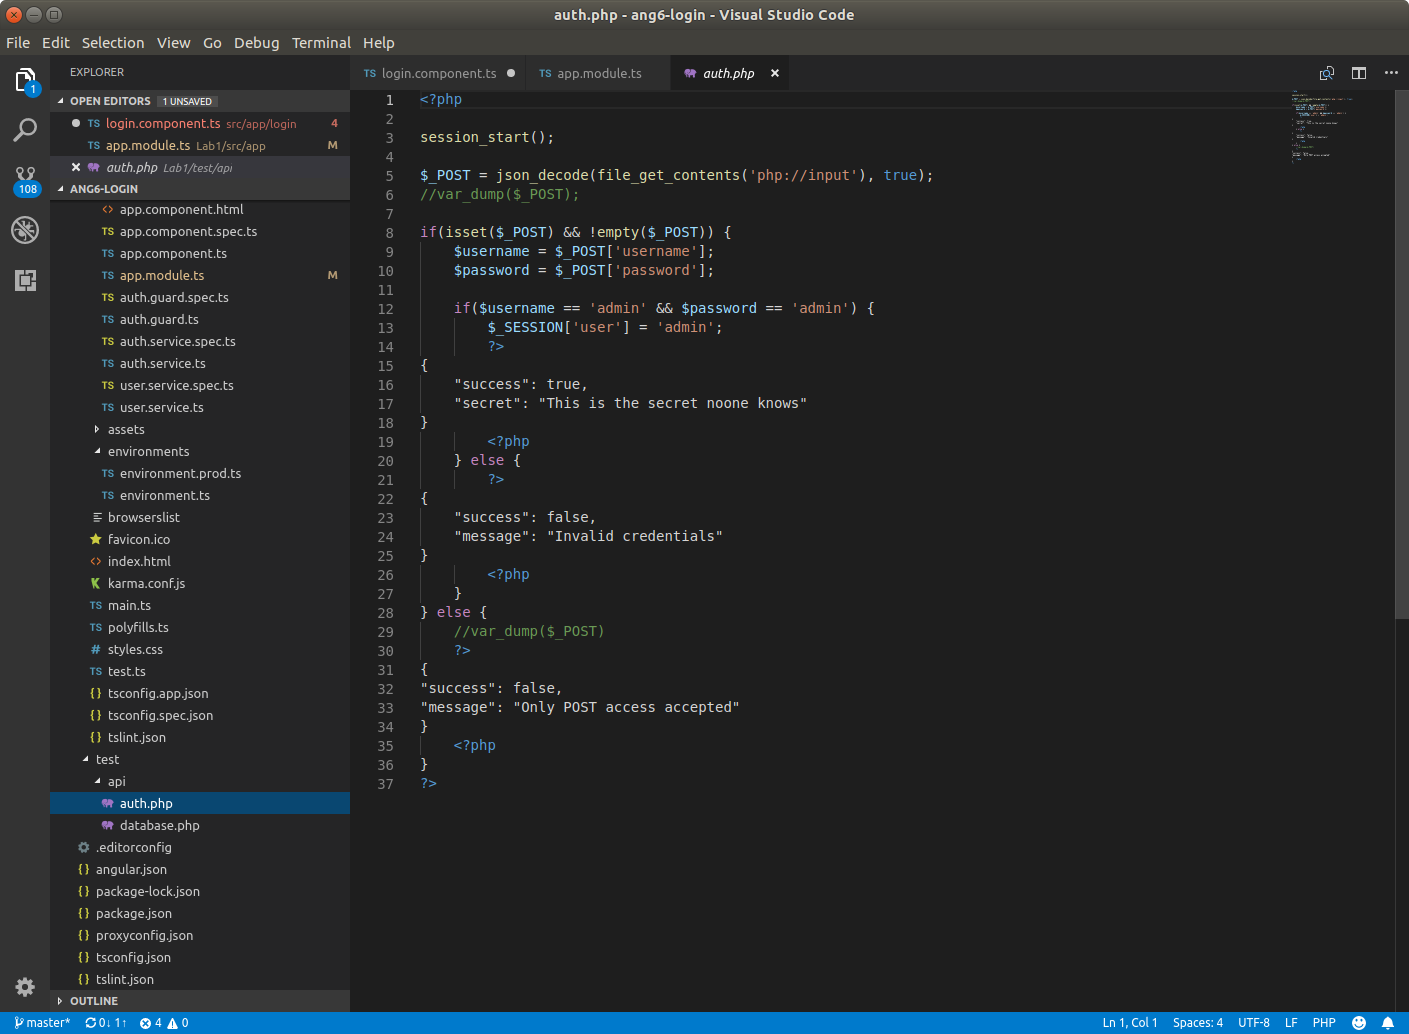 auth.php - ang6-login - Visual Studio Code
File Edit Selection View Go Debug Terminal Help
EXPLORER
OPEN EDITORS 1 UNSAVED
TS login.component.ts src/app/login 4
TS app.module.ts Lab1/src/app M
auth.php Lab1/test/api
ANG6-LOGIN
app.component.html
TS app.component.spec.ts
TS app.component.ts
TS app.module.ts M
TS auth.guard.spec.ts
TS auth.guard.ts
TS auth.service.spec.ts
TS auth.service.ts
TS user.service.spec.ts
TS user.service.ts
assets
environments
TS environment.prod.ts
TS environment.ts
browserslist
favicon.ico
index.html
karma.conf.js
TS main.ts
TS polyfills.ts
# styles.css
TS test.ts
{} tsconfig.app.json
{} tsconfig.spec.json
{} tslint.json
test
api
auth.php
database.php
.editorconfig
{} angular.json
{} package-lock.json
{} package.json
{} proxyconfig.json
{} tsconfig.json
{} tslint.json
OUTLINE
1
108
TS login.component.ts
TS app.module.ts
auth.php
1 <?php
2
3 session_start();
4
5 $_POST = json_decode(file_get_contents('php://input'), true);
6 //var_dump($_POST);
7
8 if(isset($_POST) && !empty($_POST)) {
9 $username = $_POST['username'];
10 $password = $_POST['password'];
11
12 if($username == 'admin' && $password == 'admin') {
13 $_SESSION['user'] = 'admin';
14 ?>
15 {
16 "success": true,
17 "secret": "This is the secret noone knows"
18 }
19 <?php
20 } else {
21 ?>
22 {
23 "success": false,
24 "message": "Invalid credentials"
25 }
26 <?php
27 }
28 } else {
29 //var_dump($_POST)
30 ?>
31 {
32 "success": false,
33 "message": "Only POST access accepted"
34 }
35 <?php
36 }
37 ?>
master* 0↓ 1↑ 4 0
Ln 1, Col 1 Spaces: 4 UTF-8 LF PHP